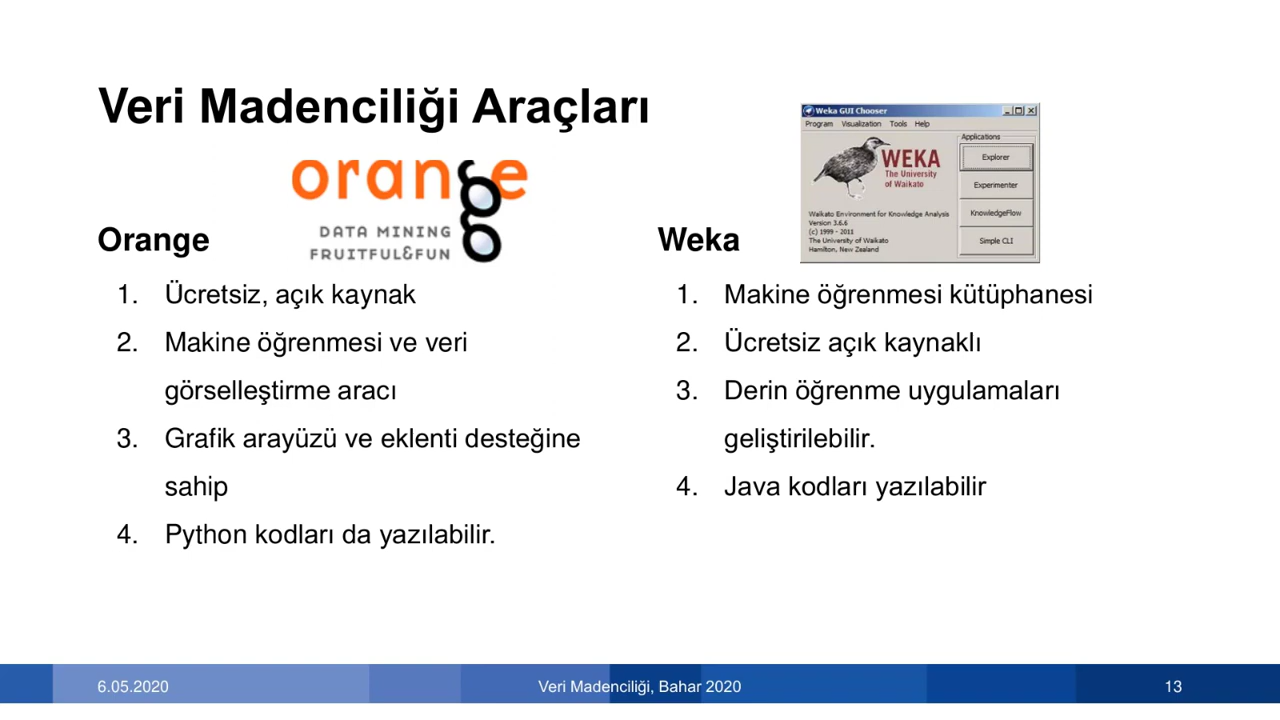 Veri Madenciliği Araçları
orange
DATA MINING
FRUITFUL&FUN
Orange
1. Ücretsiz, açık kaynak
2. Makine öğrenmesi ve veri
görselleştirme aracı
3. Grafik arayüzü ve eklenti desteğine
sahip
4. Python kodları da yazılabilir.
Weka GUI Chooser
Program Visualization Tools Help
WEKA
The University
of Waikato
Waikato Environment for Knowledge Analysis
Version 3.6.6
(c) 1999 - 2011
The University of Waikato
Hamilton, New Zealand
Applications
Explorer
Experimenter
KnowledgeFlow
Simple CLI
Weka
1. Makine öğrenmesi kütüphanesi
2. Ücretsiz açık kaynaklı
3. Derin öğrenme uygulamaları
geliştirilebilir.
4. Java kodları yazılabilir
6.05.2020
Veri Madenciliği, Bahar 2020
13